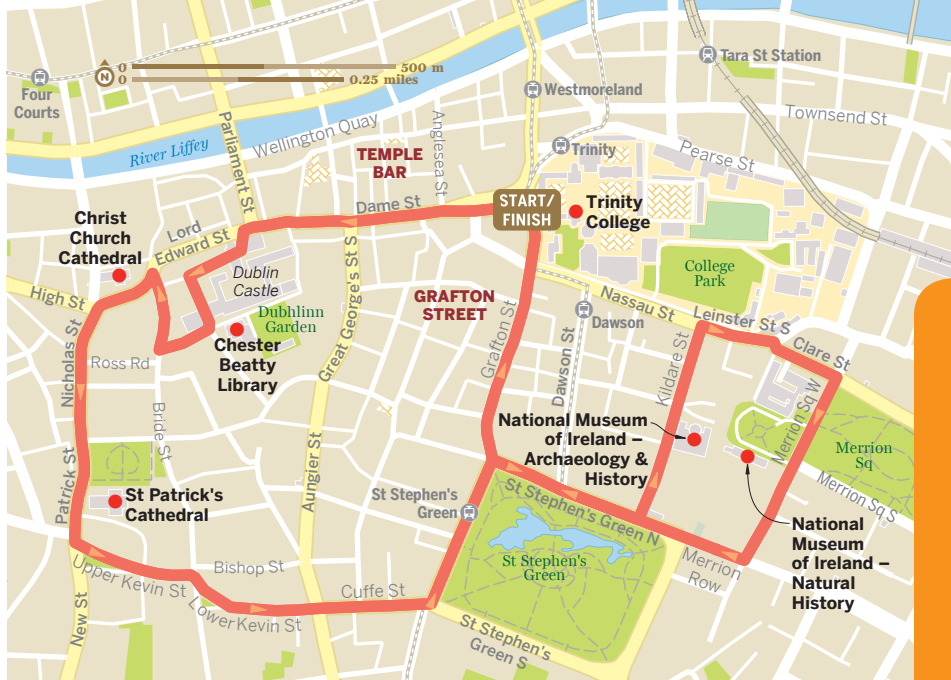 0
500 m
0
0.25 miles
N
Four
Courts
Tara St Station
Westmoreland
Townsend St
Parliament St
Wellington Quay
Anglesea St
River Liffey
TEMPLE
BAR
Trinity
Pearse St
Dame St
START/
FINISH
Trinity
College
Christ
Church
Cathedral
Lord
Edward St
Dublin
Castle
College
Park
High St
Dubhlinn
Garden
Great George's St S
GRAFTON
STREET
Grafton St
Nassau St
Leinster St S
Dawson
Dawson St
Clare St
Nicholas St
Ross Rd
Chester
Beatty
Library
Kildare St
Bride St
Merrion Sq W
National Museum
of Ireland –
Archaeology &
History
Merrion
Sq
Patrick St
St Patrick's
Cathedral
Aungier St
St Stephen's
Green
St Stephen's Green N
Merrion Sq S
National
Museum
of Ireland –
Natural
History
St Stephen's
Green
Merrion
Row
Upper Kevin St
Bishop St
Cuffe St
Lower Kevin St
New St
St Stephen's
Green S